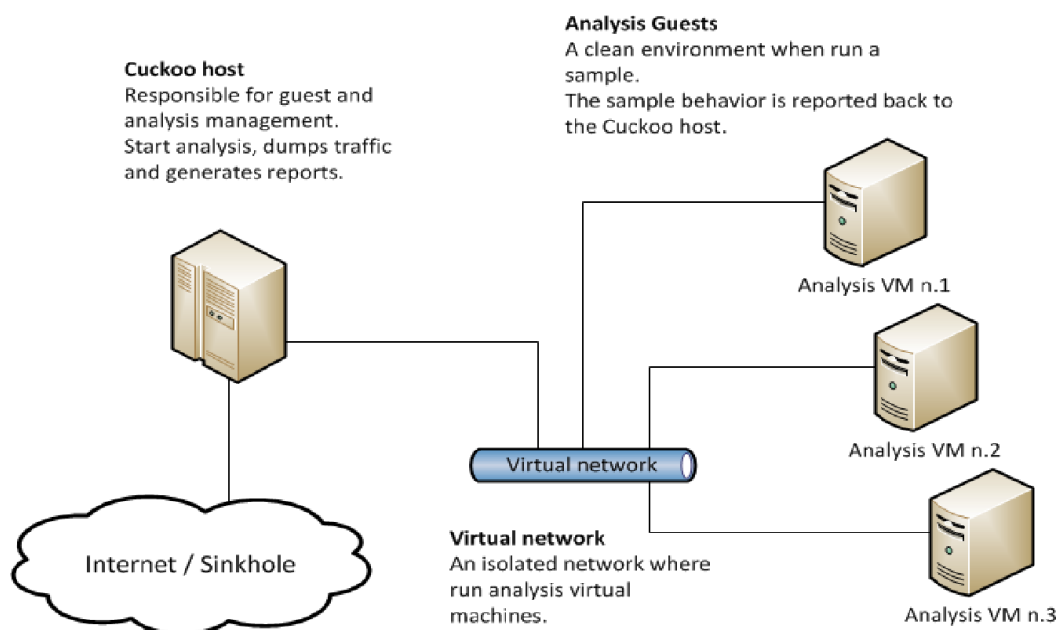 Cuckoo host
Responsible for guest and
analysis management.
Start analysis, dumps traffic
and generates reports.
Analysis Guests
A clean environment when run a
sample.
The sample behavior is reported back to
the Cuckoo host.
Analysis VM n.1
Analysis VM n.2
Virtual network
Internet / Sinkhole
Virtual network
An isolated network where
run analysis virtual
machines.
Analysis VM n.3